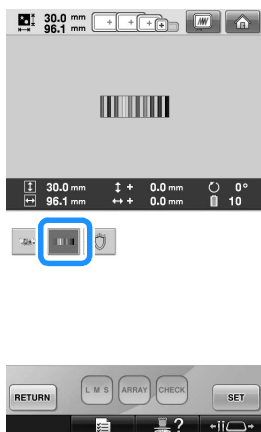 30.0 mm
96.1 mm
30.0 mm + 0.0 mm 0°
96.1 mm + 0.0 mm 10
L M S ARRAY CHECK
RETURN SET
?